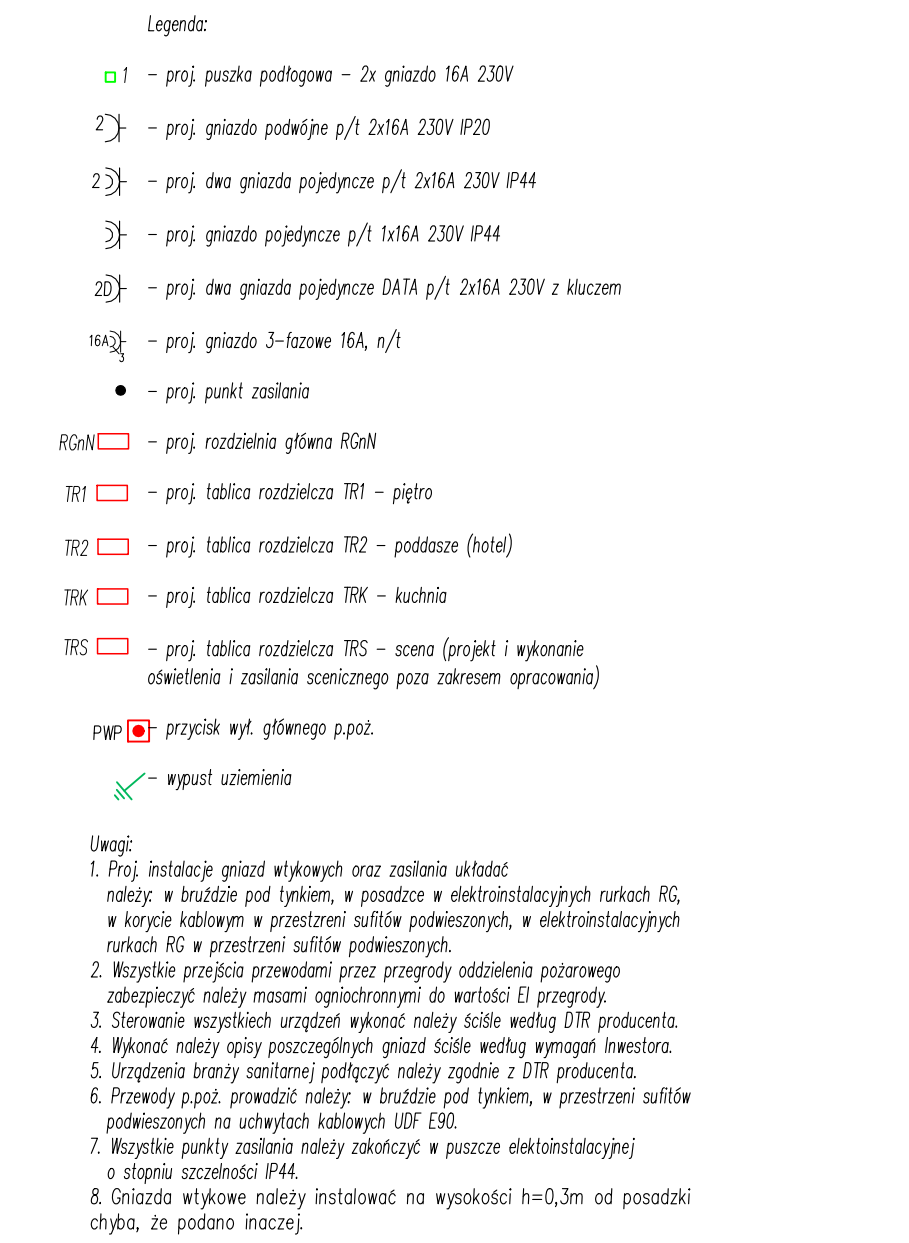 Legenda:
1 – proj. puszka podłogowa – 2x gniazdo 16A 230V
2 – proj. gniazdo podwójne p/t 2x16A 230V IP20
2 – proj. dwa gniazda pojedyncze p/t 2x16A 230V IP44
– proj. gniazdo pojedyncze p/t 1x16A 230V IP44
2D – proj. dwa gniazda pojedyncze DATA p/t 2x16A 230V z kluczem
16A 3 – proj. gniazdo 3-fazowe 16A, n/t
– proj. punkt zasilania
RGnN – proj. rozdzielnia główna RGnN
TR1 – proj. tablica rozdzielcza TR1 – piętro
TR2 – proj. tablica rozdzielcza TR2 – poddasze (hotel)
TRK – proj. tablica rozdzielcza TRK – kuchnia
TRS – proj. tablica rozdzielcza TRS – scena (projekt i wykonanie
oświetlenia i zasilania scenicznego poza zakresem opracowania)
PWP – przycisk wył. głównego p.poż.
– wypust uziemienia
Uwagi:
1. Proj. instalacje gniazd wtykowych oraz zasilania układać
należy: w bruździe pod tynkiem, w posadzce w elektroinstalacyjnych rurkach RG,
w korycie kablowym w przestzreni sufitów podwieszonych, w elektroinstalacyjnych
rurkach RG w przestrzeni sufitów podwieszonych.
2. Wszystkie przejścia przewodami przez przegrody oddzielenia pożarowego
zabezpieczyć należy masami ogniochronnymi do wartości EI przegrody.
3. Sterowanie wszystkiech urządzeń wykonać należy ściśle według DTR producenta.
4. Wykonać należy opisy poszczególnych gniazd ściśle według wymagań Inwestora.
5. Urządzenia branży sanitarnej podłączyć należy zgodnie z DTR producenta.
6. Przewody p.poż. prowadzić należy: w bruździe pod tynkiem, w przestrzeni sufitów
podwieszonych na uchwytach kablowych UDF E90.
7. Wszystkie punkty zasilania należy zakończyć w puszce elektoinstalacyjnej
o stopniu szczelności IP44.
8. Gniazda wtykowe należy instalować na wysokości h=0,3m od posadzki
chyba, że podano inaczej.